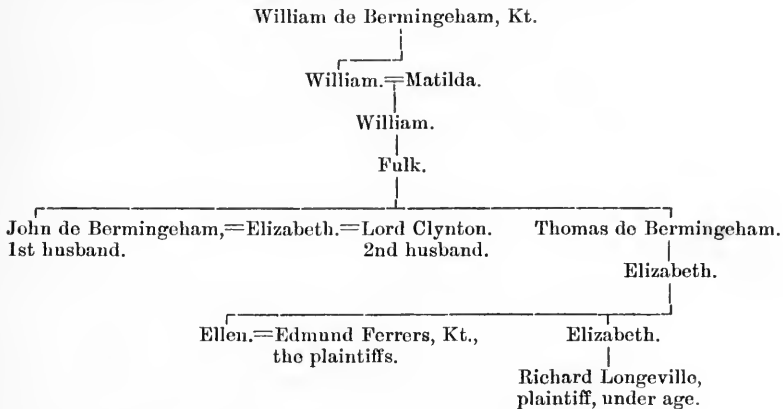 William de Bermingeham, Kt.
William.=Matilda.
William.
Fulk.
John de Bermingeham,=Elizabeth.=Lord Clynton. Thomas de Bermingeham.
1st husband. 2nd husband.
Elizabeth.
Ellen.=Edmund Ferrers, Kt., Elizabeth.
the plaintiffs.
Richard Longeville,
plaintiff, under age.